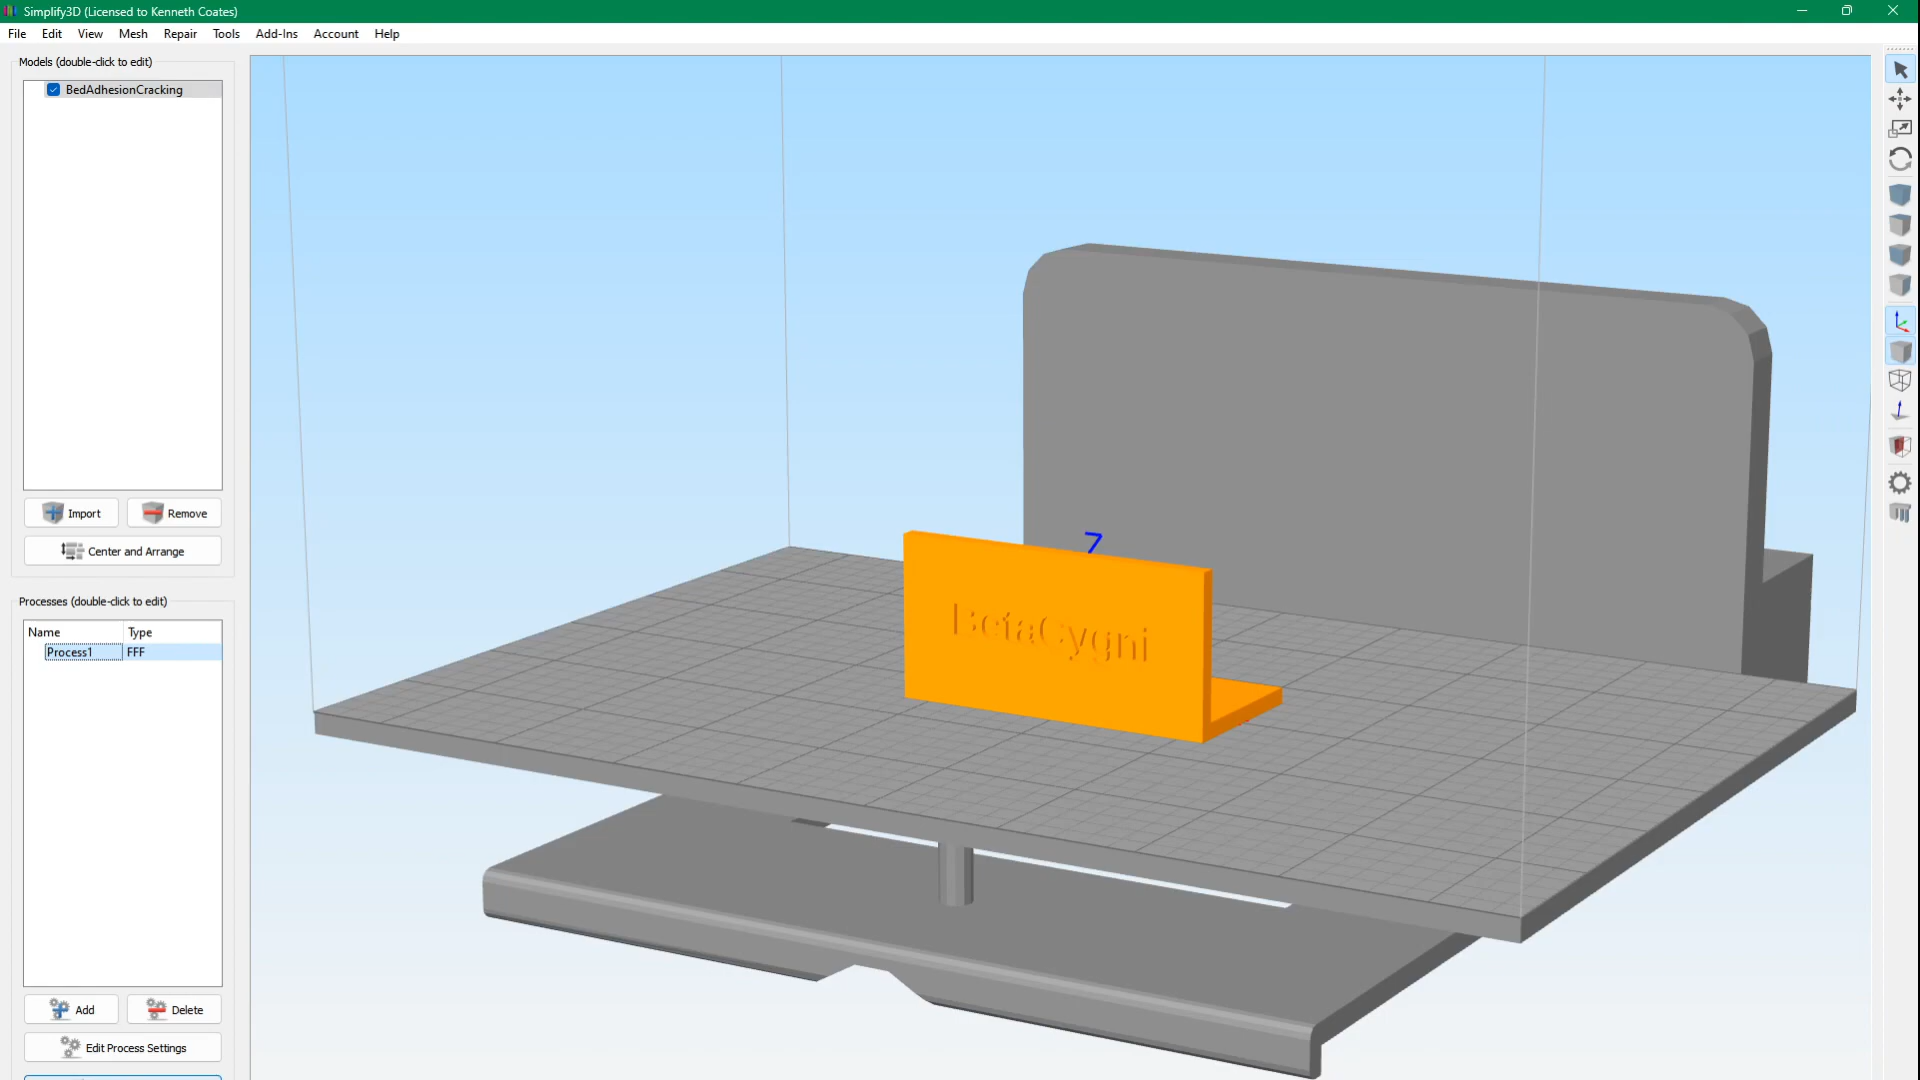 Simplify3D (Licensed to Kenneth Coates)
File Edit View Mesh Repair Tools Add-Ins Account Help
Models (double-click to edit)
BedAdhesionCracking
Import Remove
Center and Arrange
Processes (double-click to edit)
Name Type
Process1 FFF
Add Delete
Edit Process Settings
Z
BetaCygni